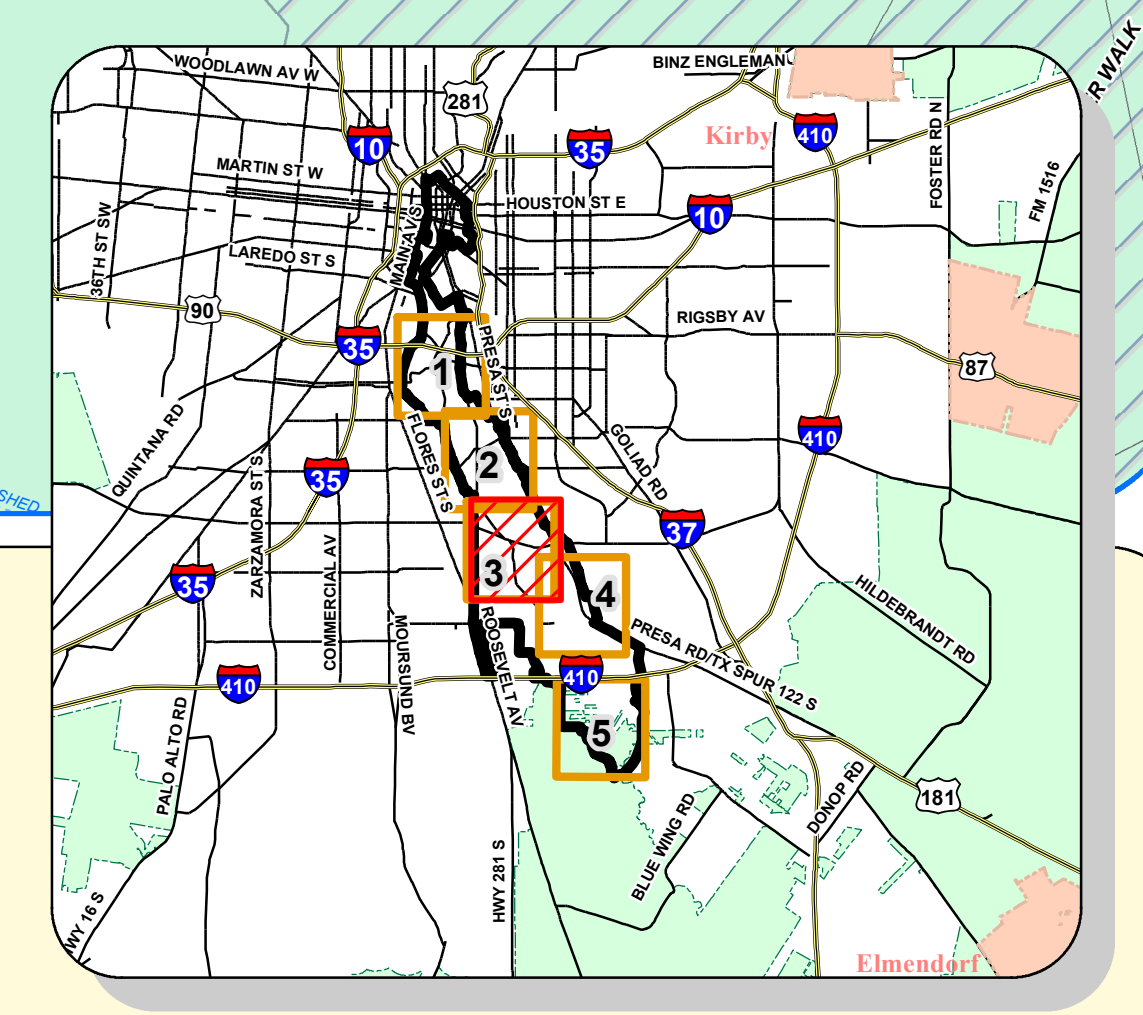 R WALK
WOODLAWN AV W
BINZ ENGLEMAN
281
10
35
410
Kirby
FOSTER RD N
MARTIN ST W
FM 1516
36TH ST SW
HOUSTON ST E
10
MAIN AV S
LAREDO ST S
90
RIGSBY AV
35
PRESA ST S
87
1
QUINTANA RD
FLORES ST S
GOLIAD RD
410
2
35
ZARZAMORA ST S
SHED
37
COMMERCIAL AV
3
35
4
HILDEBRANDT RD
MOURSUND BV
ROOSEVELT AV
PRESA RD/TX SPUR 122 S
410
410
PALO ALTO RD
5
181
DONOP RD
BLUE WING RD
HWY 281 S
WY 16 S
Elmendorf